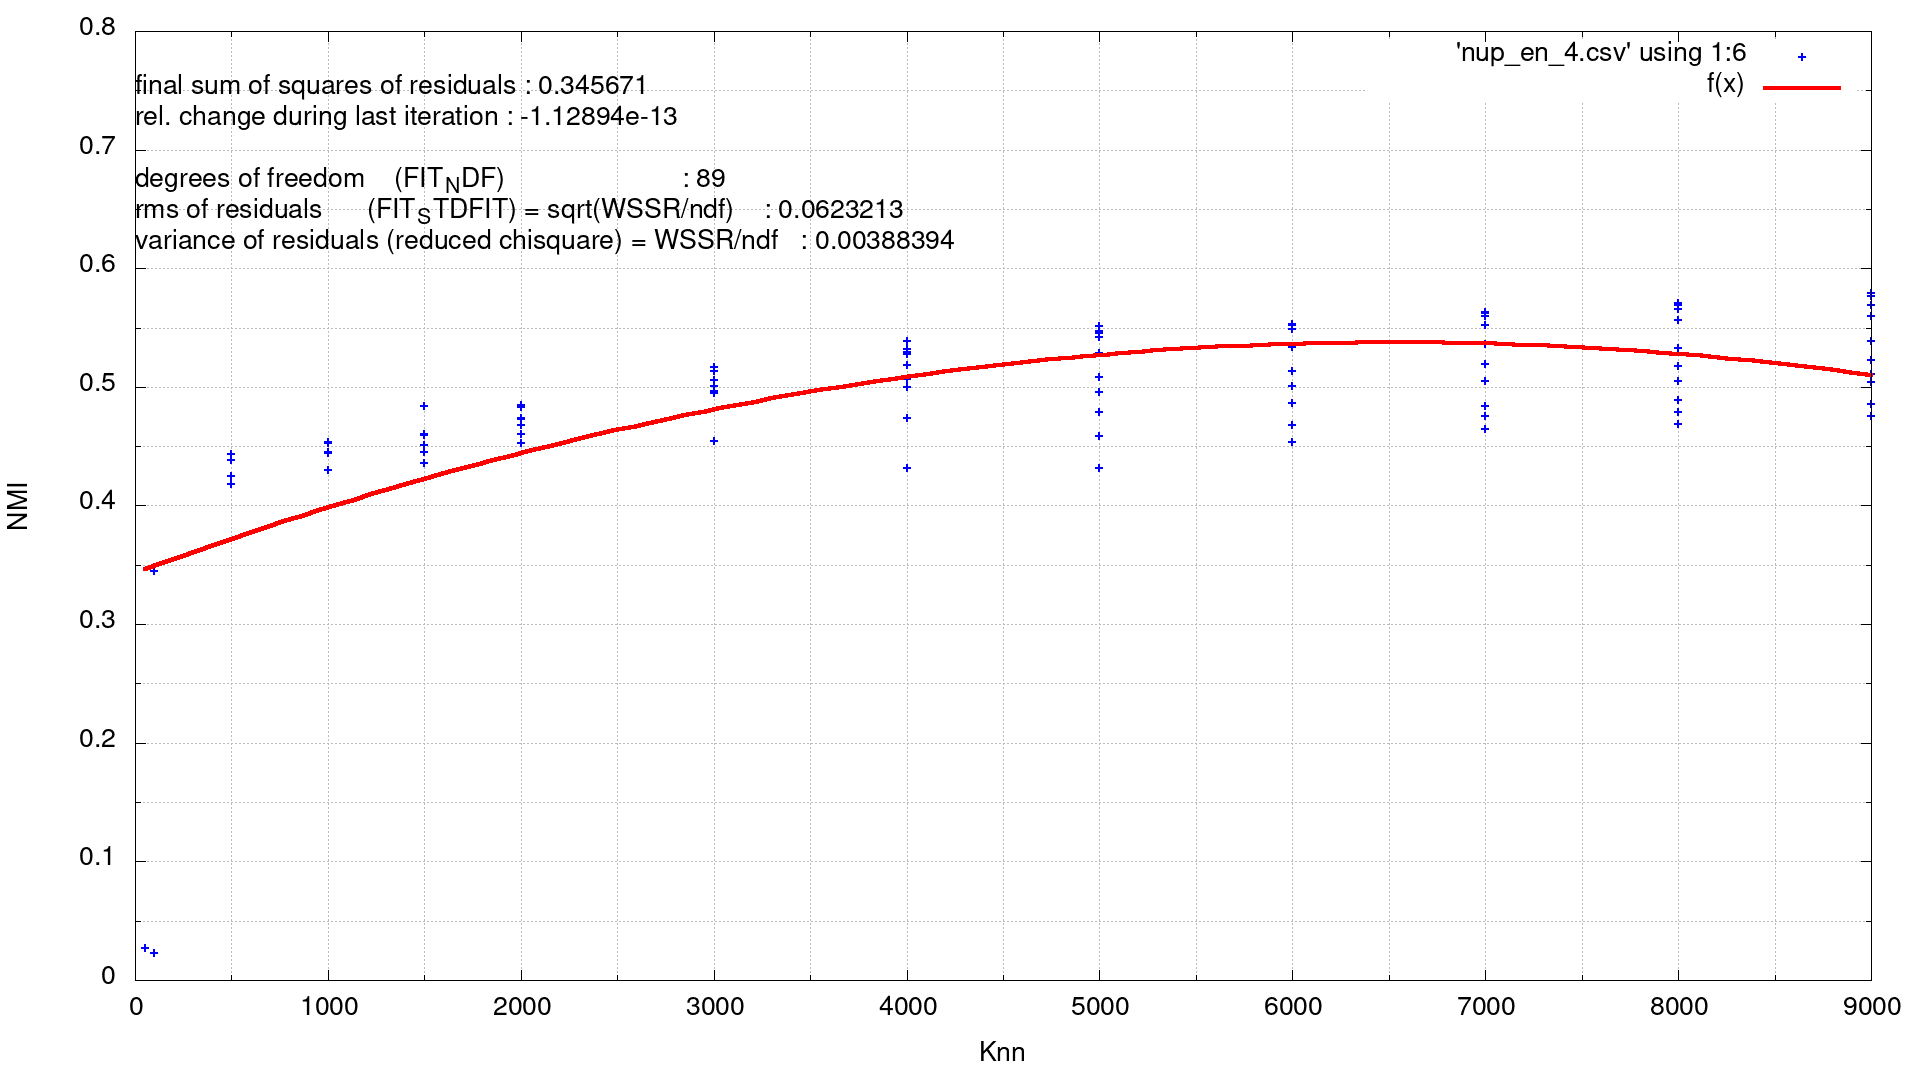 'nup_en_4.csv' using 1:6
f(x)
final sum of squares of residuals : 0.345671
rel. change during last iteration : -1.12894e-13
degrees of freedom (FIT_NDF) : 89
rms of residuals (FIT_STDFIT) = sqrt(WSSR/ndf) : 0.0623213
variance of residuals (reduced chisquare) = WSSR/ndf : 0.00388394
0.8
0.7
0.6
0.5
0.4
0.3
0.2
0.1
0
NMI
0 1000 2000 3000 4000 5000 6000 7000 8000 9000
Knn